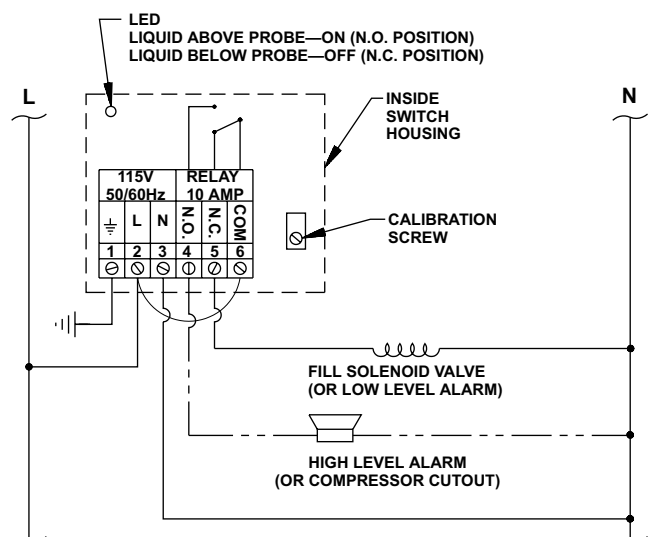 LED
LIQUID ABOVE PROBE—ON (N.O. POSITION)
LIQUID BELOW PROBE—OFF (N.C. POSITION)
L
N
INSIDE
SWITCH
HOUSING
115V
50/60Hz
RELAY
10 AMP
L
N
N.O.
N.C.
COM
1
2
3
4
5
6
CALIBRATION
SCREW
FILL SOLENOID VALVE
(OR LOW LEVEL ALARM)
HIGH LEVEL ALARM
(OR COMPRESSOR CUTOUT)